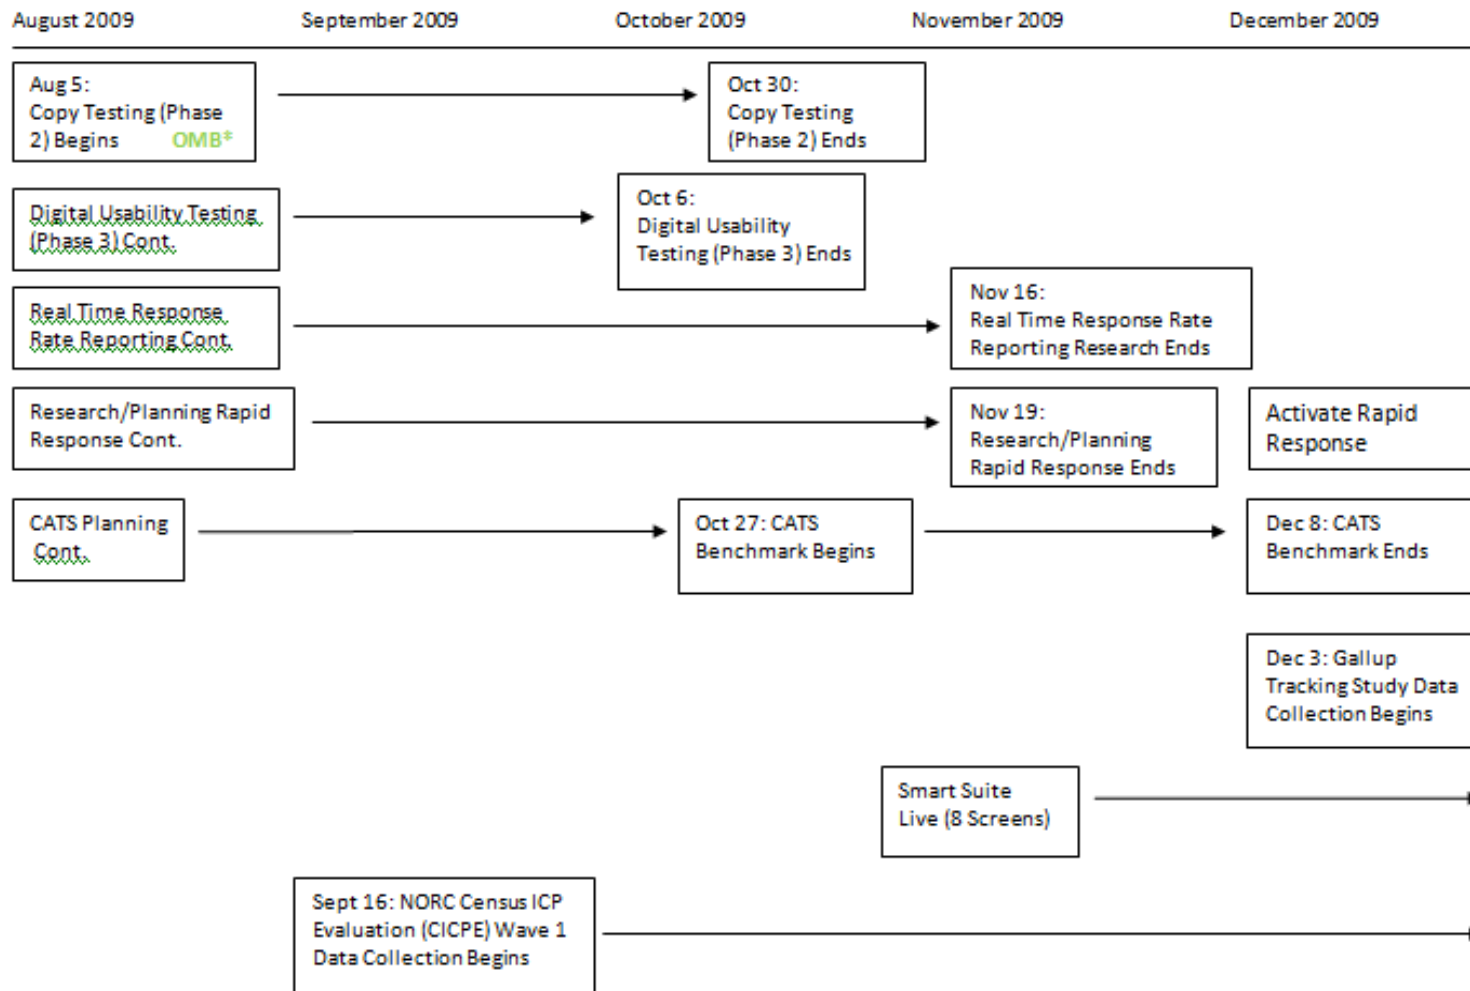 August 2009 September 2009 October 2009 November 2009 December 2009
Aug 5:
Copy Testing (Phase
2) Begins OMB*
Oct 30:
Copy Testing
(Phase 2) Ends
Digital Usability Testing
(Phase 3) Cont.
Oct 6:
Digital Usability
Testing (Phase 3) Ends
Real Time Response
Rate Reporting Cont.
Nov 16:
Real Time Response Rate
Reporting Research Ends
Research/Planning Rapid
Response Cont.
Nov 19:
Research/Planning
Rapid Response Ends
Activate Rapid
Response
CATS Planning
Cont.
Oct 27: CATS
Benchmark Begins
Dec 8: CATS
Benchmark Ends
Dec 3: Gallup
Tracking Study Data
Collection Begins
Smart Suite
Live (8 Screens)
Sept 16: NORC Census ICP
Evaluation (CICPE) Wave 1
Data Collection Begins